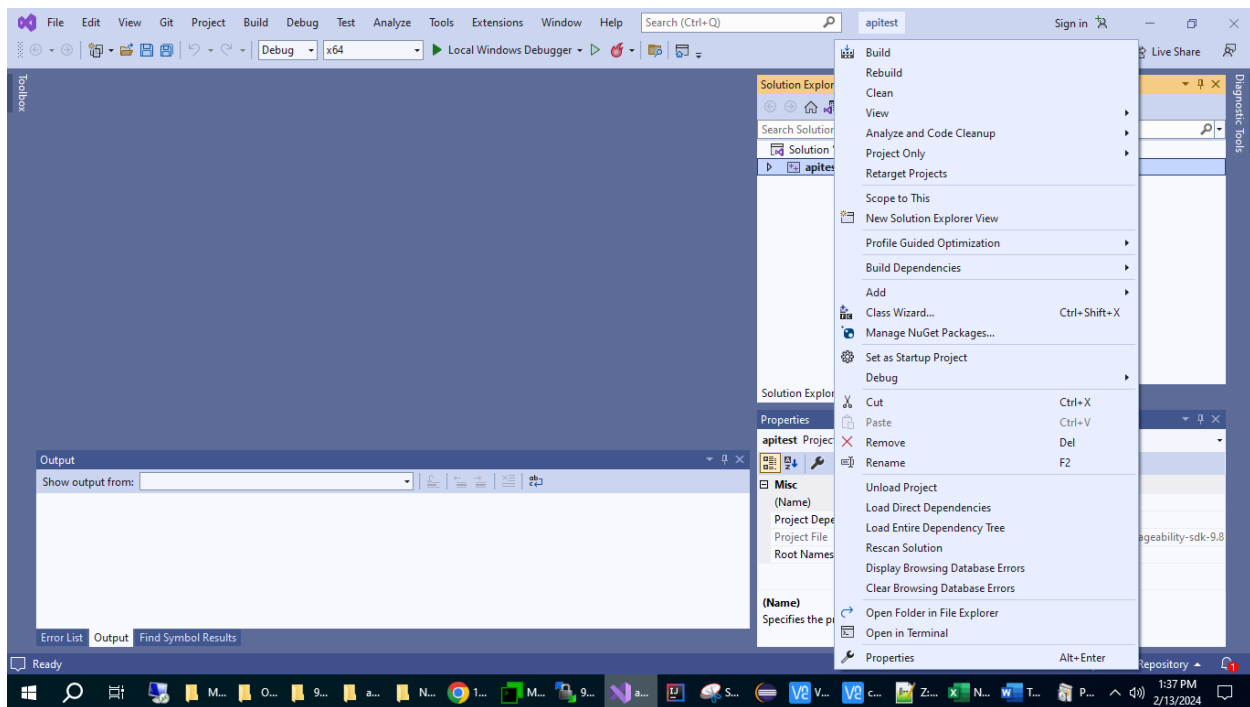 File Edit View Git Project Build Debug Test Analyze Tools Extensions Window Help Search (Ctrl+Q) apitest Sign in
Debug x64 Local Windows Debugger Live Share
Toolbox
Solution Explor
Search Solution
Solution '
apites
Build
Rebuild
Clean
View
Analyze and Code Cleanup
Project Only
Retarget Projects
Scope to This
New Solution Explorer View
Profile Guided Optimization
Build Dependencies
Add
Class Wizard... Ctrl+Shift+X
Manage NuGet Packages...
Set as Startup Project
Debug
Cut Ctrl+X
Paste Ctrl+V
Remove Del
Rename F2
Unload Project
Load Direct Dependencies
Load Entire Dependency Tree
Rescan Solution
Display Browsing Database Errors
Clear Browsing Database Errors
Open Folder in File Explorer
Open in Terminal
Properties Alt+Enter
Diagnostic Tools
Solution Explor
Properties
apitest Projec
Misc
(Name)
Project Depe
Project File ageability-sdk-9.8
Root Names
(Name)
Specifies the p
Output
Show output from:
Error List Output Find Symbol Results
Ready Repository 1
M... O... 9... a... N... 1... M... 9... a... S... V... c... Z... N... T... P... 1:37 PM
2/13/2024